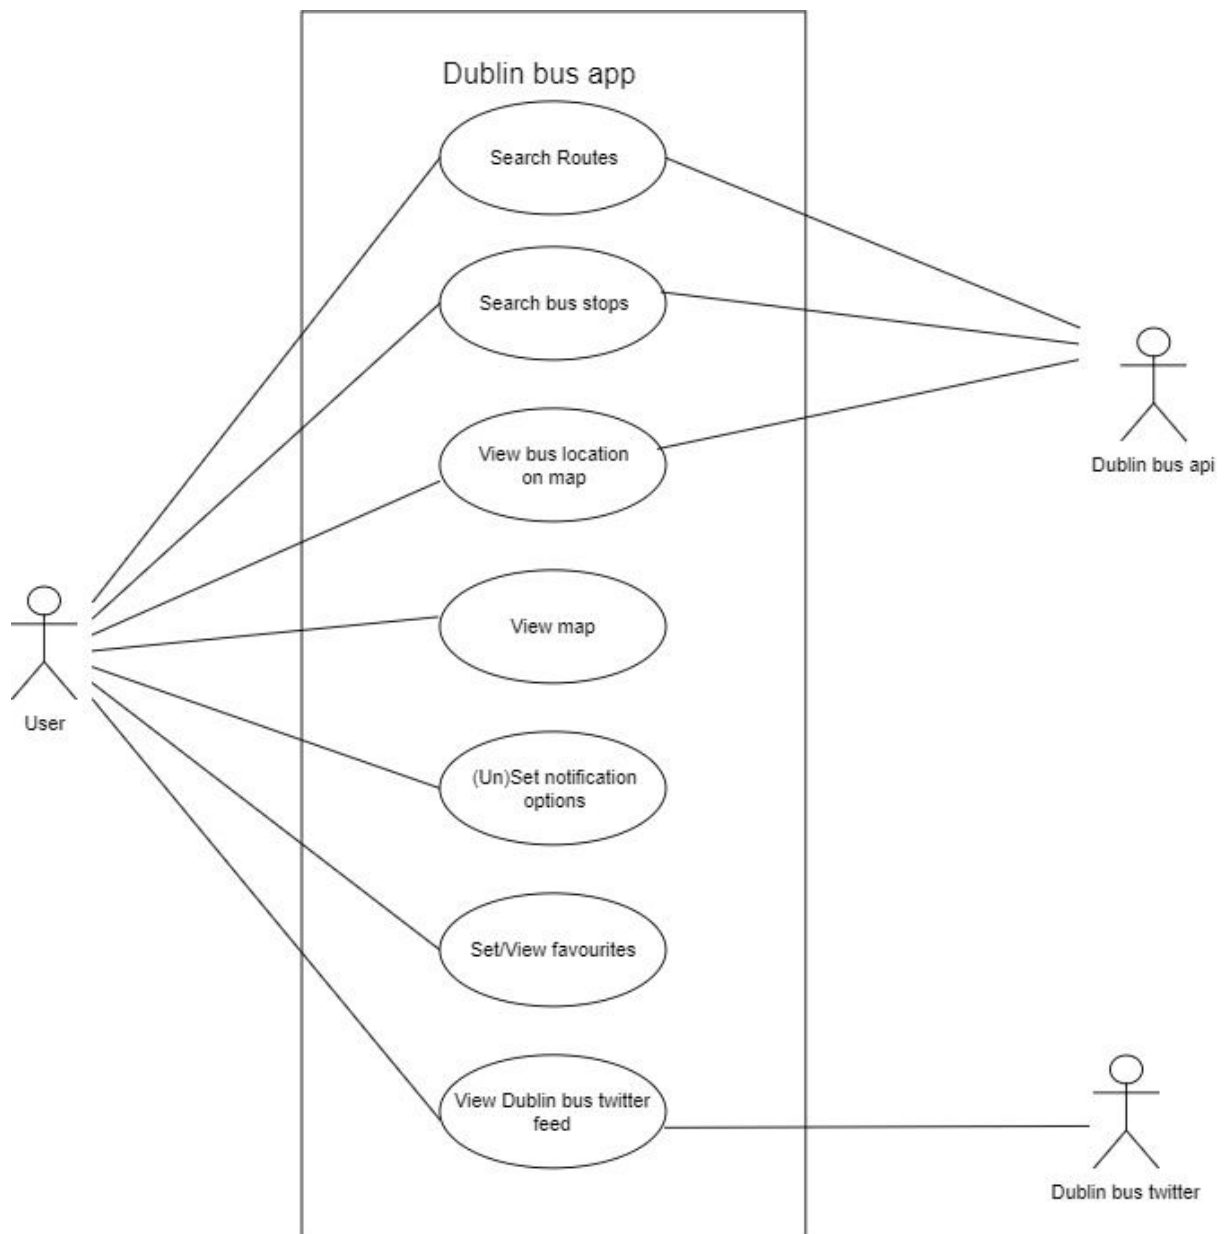 Dublin bus app
Search Routes
Search bus stops
View bus location
on map
Dublin bus api
View map
User
(Un)Set notification
options
Set/View favourites
View Dublin bus twitter
feed
Dublin bus twitter